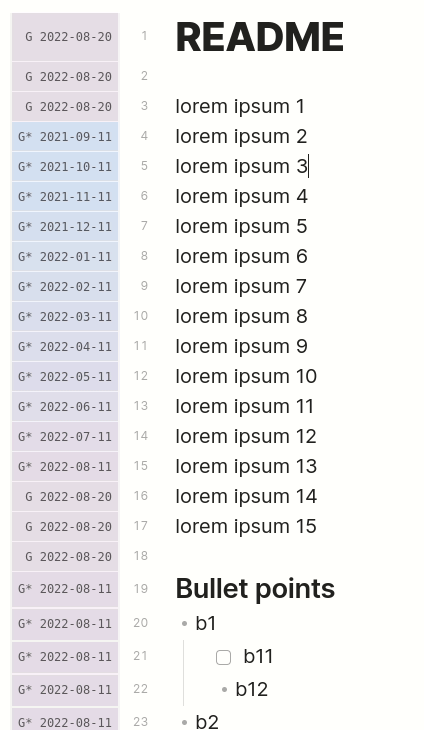 G 2022-08-20 1 README
G 2022-08-20 2
G 2022-08-20 3 lorem ipsum 1
G* 2021-09-11 4 lorem ipsum 2
G* 2021-10-11 5 lorem ipsum 3
G* 2021-11-11 6 lorem ipsum 4
G* 2021-12-11 7 lorem ipsum 5
G* 2022-01-11 8 lorem ipsum 6
G* 2022-02-11 9 lorem ipsum 7
G* 2022-03-11 10 lorem ipsum 8
G* 2022-04-11 11 lorem ipsum 9
G* 2022-05-11 12 lorem ipsum 10
G* 2022-06-11 13 lorem ipsum 11
G* 2022-07-11 14 lorem ipsum 12
G* 2022-08-11 15 lorem ipsum 13
G 2022-08-20 16 lorem ipsum 14
G 2022-08-20 17 lorem ipsum 15
G 2022-08-20 18
G* 2022-08-11 19 Bullet points
G* 2022-08-11 20 • b1
G* 2022-08-11 21 b11
G* 2022-08-11 22 • b12
G* 2022-08-11 23 • b2